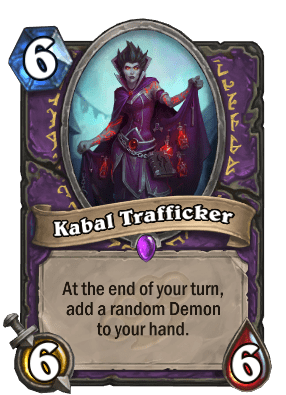 6
Kabal Trafficker
At the end of your turn,
add a random Demon
to your hand.
6
6